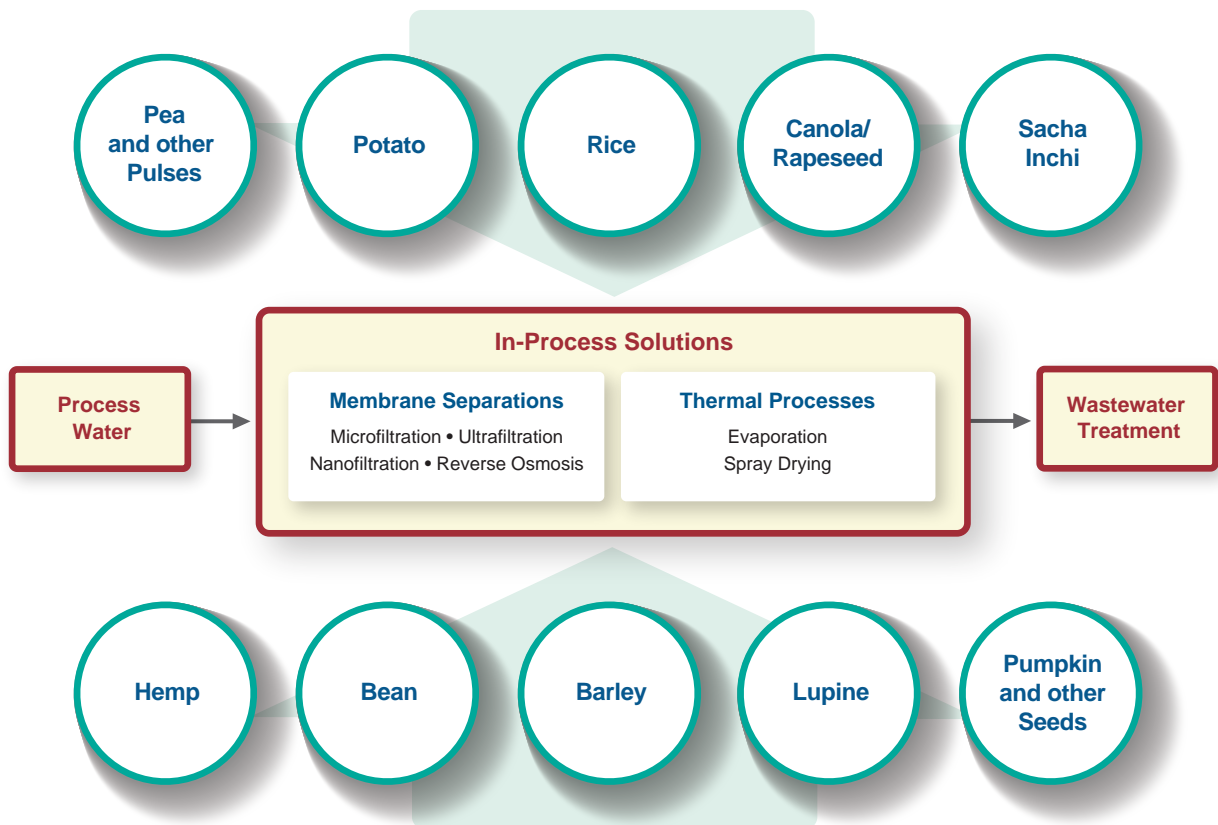 Pea
and other
Pulses
Potato
Rice
Canola/
Rapeseed
Sacha
Inchi
In-Process Solutions
Process
Water
Membrane Separations
Microfiltration • Ultrafiltration
Nanofiltration • Reverse Osmosis
Thermal Processes
Evaporation
Spray Drying
Wastewater
Treatment
Hemp
Bean
Barley
Lupine
Pumpkin
and other
Seeds